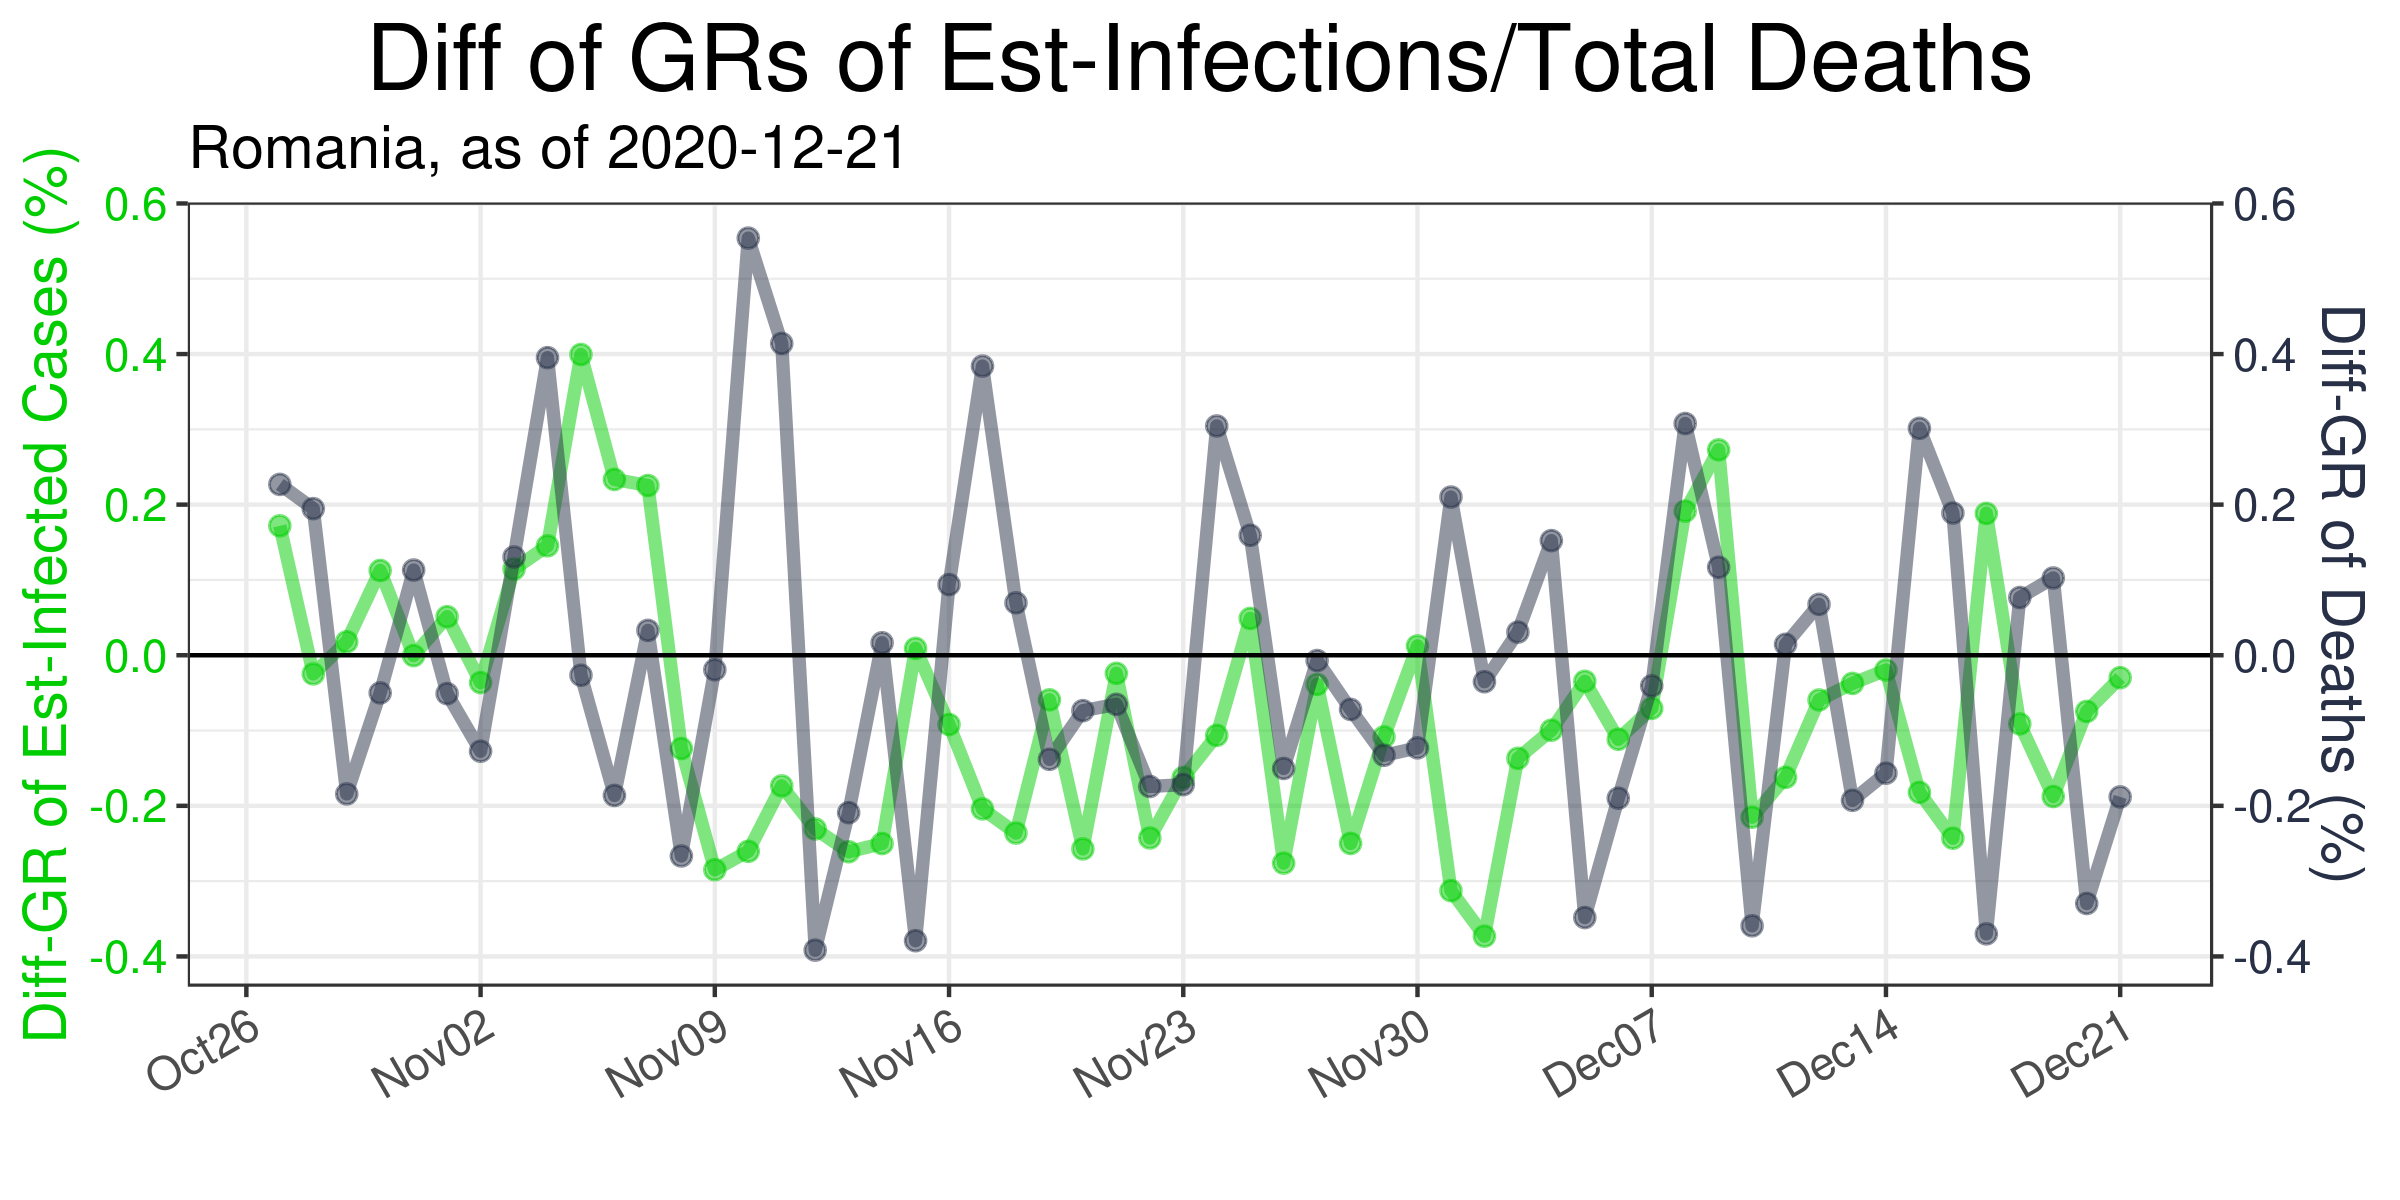 Diff of GRs of Est-Infections/Total Deaths
Romania, as of 2020-12-21
Diff-GR of Est-Infected Cases (%)
0.6
0.4
0.2
0.0
-0.2
-0.4
0.6
0.4
0.2
0.0
-0.2
-0.4
Diff-GR of Deaths (%)
Oct26
Nov02
Nov09
Nov16
Nov23
Nov30
Dec07
Dec14
Dec21